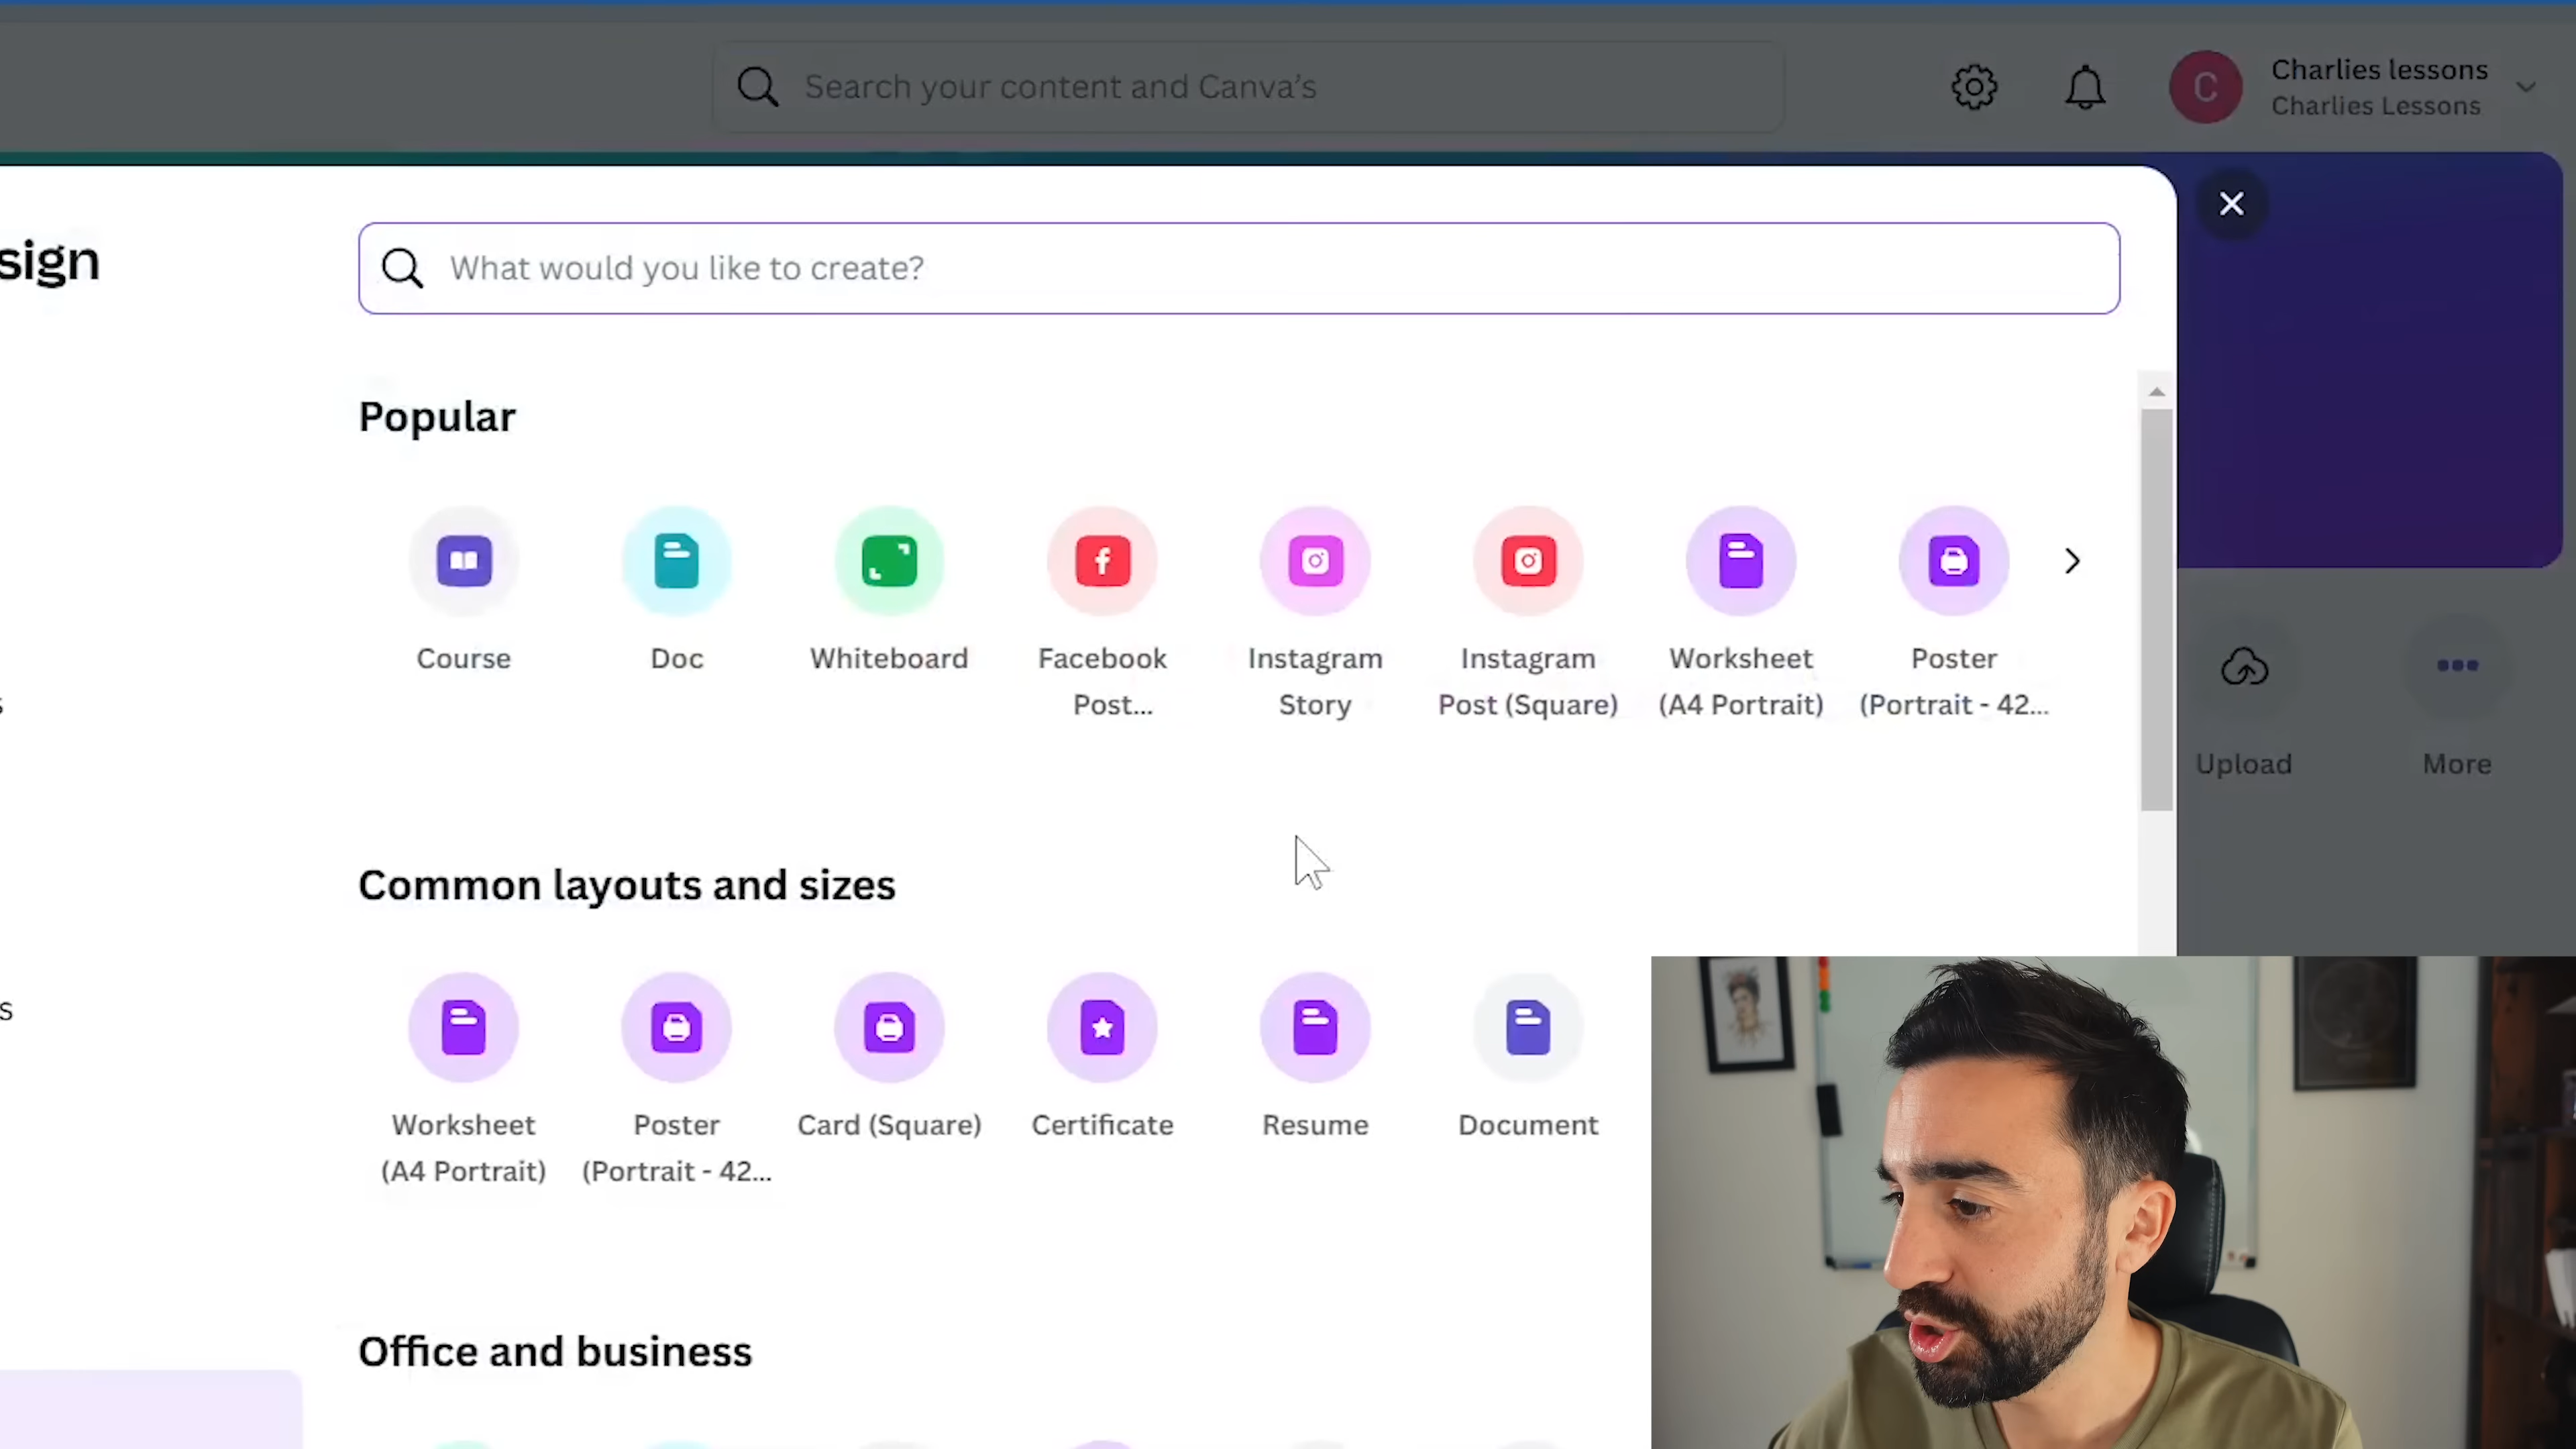 Search your content and Canva's
Charlies lessons
Charlies Lessons
C
sign
What would you like to create?
Popular
Course
Doc
Whiteboard
Facebook
Post...
Instagram
Story
Instagram
Post (Square)
Worksheet
(A4 Portrait)
Poster
(Portrait - 42...
Upload
More
s
Common layouts and sizes
s
Worksheet
(A4 Portrait)
Poster
(Portrait - 42...
Card (Square)
Certificate
Resume
Document
Office and business